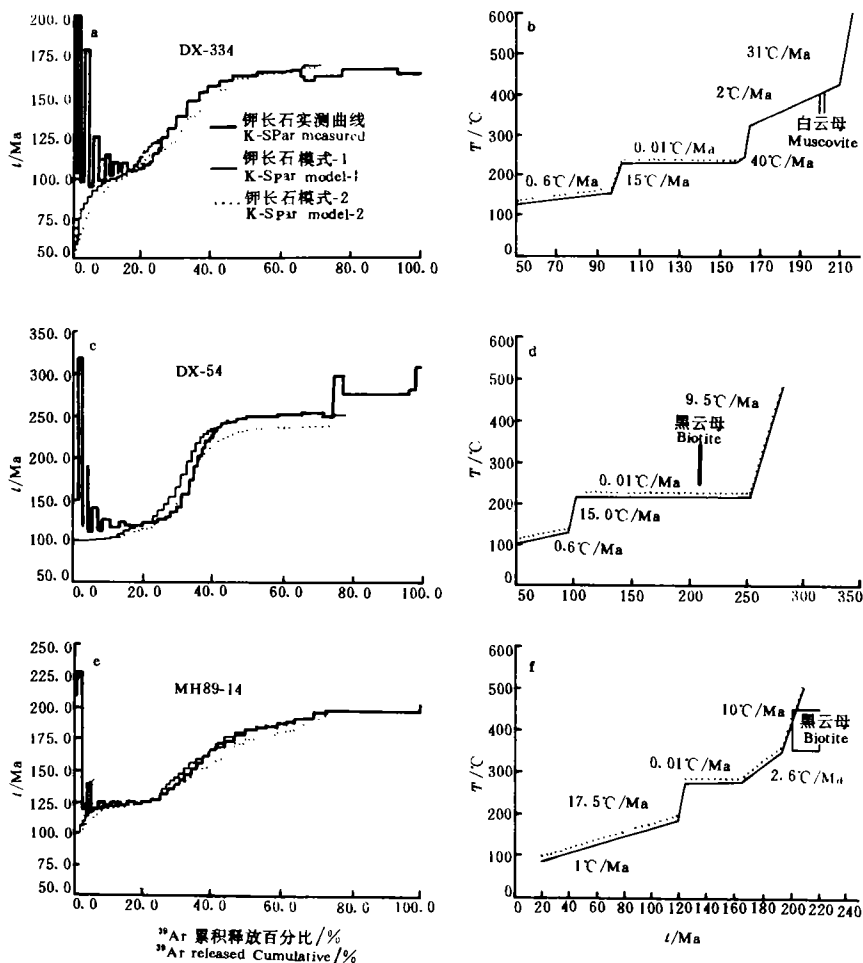 a
DX-334
t/Ma
200.0
175.0
150.0
125.0
100.0
75.0
50.0
钾长石实测曲线
K-SPar measured
钾长石模式-1
K-Spar model-1
钾长石模式-2
K-Spar model-2
0.0 20.0 40.0 60.0 80.0 100.0
b
T/℃
600
500
400
300
200
100
0
31℃/Ma
2℃/Ma
白云母
Muscovite
0.01℃/Ma
40℃/Ma
0.6℃/Ma
15℃/Ma
50 70 90 110 130 150 170 190 210
c
DX-54
t/Ma
350.0
300.0
250.0
200.0
150.0
100.0
50.0
0.0 20.0 40.0 60.0 80.0 100.0
d
T/℃
600
500
400
300
200
100
0
9.5℃/Ma
黑云母
Biotite
0.01℃/Ma
15.0℃/Ma
0.6℃/Ma
50 100 150 200 250 300 350
e
MH89-14
t/Ma
250.0
225.0
200.0
175.0
150.0
125.0
100.0
75.0
50.0
0.0 20.0 40.0 60.0 80.0 100.0
³⁹Ar 累积释放百分比/%
³⁹Ar released Cumulative/%
f
T/℃
600
500
400
300
200
100
0
10℃/Ma
黑云母
Biotite
0.01℃/Ma
2.6℃/Ma
17.5℃/Ma
1℃/Ma
0 20 40 60 80 100 120 140 160 180 200 220 240
t/Ma